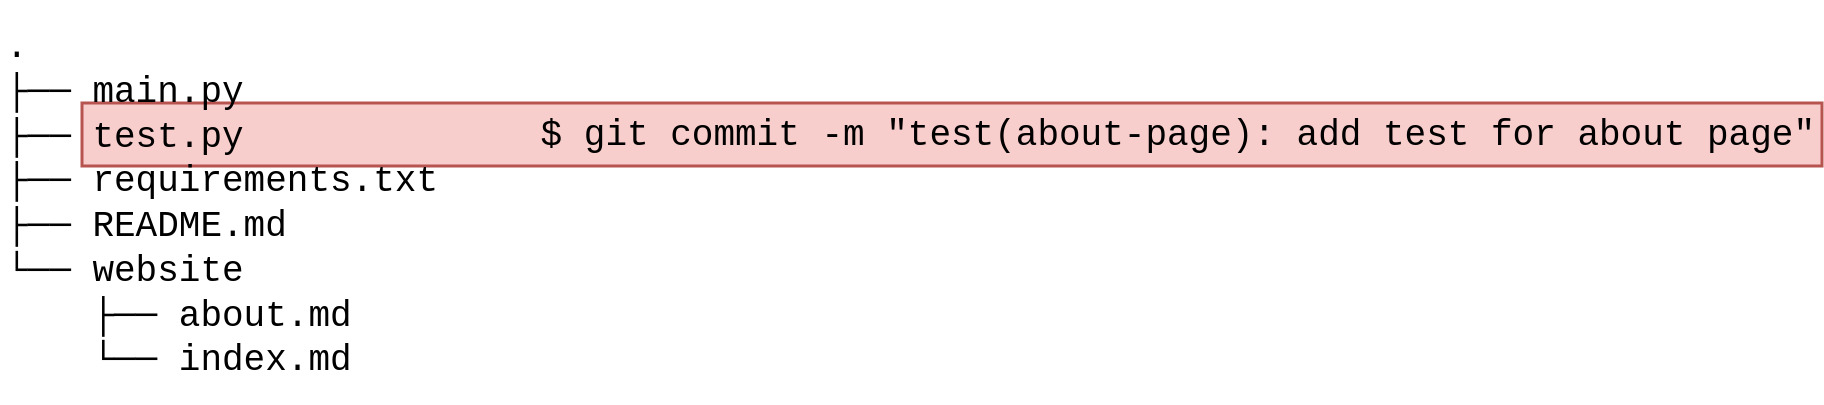 .
├── main.py
├── test.py $ git commit -m "test(about-page): add test for about page"
├── requirements.txt
├── README.md
└── website
    ├── about.md
    └── index.md